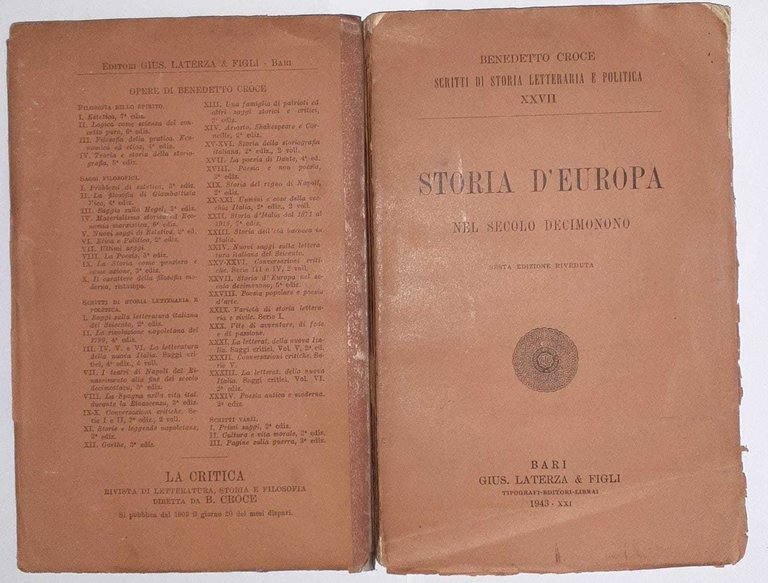 EDITORI GIUS. LATERZA & FIGLI - BARI
OPERE DI BENEDETTO CROCE
FILOSOFIA DELLO SPIRITO.
I. Estetica, 7ª ediz.
II. Logica come scienza del concetto puro, 6ª ediz.
III. Filosofia della pratica. Economica ed etica, 4ª ediz.
IV. Teoria e storia della storiografia, 5ª ediz.
SAGGI FILOSOFICI.
I. Problemi di estetica, 3ª ediz.
II. La filosofia di Giambattista
Vico, 4ª ediz.
III. Saggio sullo Hegel, 3ª ediz.
IV. Materialismo storico ed Economia marxistica, 6ª ediz.
V. Nuovi saggi di Estetica, 2ª ed.
VI. Etica e Politica, 2ª ediz.
VII. Ultimi saggi.
VIII. La Poesia, 3ª ediz.
IX. La Storia come pensiero e
come azione, 3ª ediz.
X. Il carattere della filosofia moderna, ristampa.
SCRITTI DI STORIA LETTERARIA E
POLITICA.
I. Saggi sulla letteratura italiana
del Seicento, 2ª ediz.
II. La rivoluzione napoletana del
1799, 4ª ediz.
III. IV. V. e VI. La letteratura
della nuova Italia. Saggi critici, 4ª ediz., 4 voll.
VII. I teatri di Napoli dal Rinascimento alla fine del secolo
decimottavo, 3ª ediz.
VIII. La Spagna nella vita ital.
durante la Rinascenza, 3ª ediz.
IX-X. Conversazioni critiche. Serie I e II, 3ª ediz., 2 voll.
XI. Storie e leggende napoletane,
3ª ediz.
XII. Goethe, 3ª ediz.
XIII. Una famiglia di patrioti ed
altri saggi storici e critici,
XIV. Ariosto, Shakespeare e Corneille, 2ª ediz.
XV-XVI. Storia della storiografia
italiana, 2ª ediz., 2 voll.
XVII. La poesia di Dante, 4ª ed.
XVIII. Poesia e non poesia,
XIX. Storia del regno di Napoli,
XX-XXI. Uomini e cose della vecchia Italia, 2ª ediz., 2 voll.
XXII. Storia d'Italia dal 1871 al
1915, 7ª ediz.
XXIII. Storia dell'età barocca in
Italia.
XXIV. Nuovi saggi sulla letteratura italiana del Seicento.
XXV-XXVI. Conversazioni critiche. Serie III e IV, 2 voll.
XXVII. Storia d'Europa nel secolo decimonono, 5ª ediz.
XXVIII. Poesia popolare e poesia
d'arte.
XXIX. Varietà di storia letteraria e civile. Serie I.
XXX. Vite di avventure, di fede
e di passione.
XXXI. La letterat. della nuova Italia. Saggi critici. Vol. V, 2ª ed.
XXXII. Conversazioni critiche. Serie V.
XXXIII. La letterat. della nuova
Italia. Saggi critici. Vol. VI.
2ª ediz.
XXXIV. Poesia antica e moderna.
2ª ediz.
SCRITTI VARII.
I. Primi saggi, 2ª ediz.
II. Cultura e vita morale, 2ª ediz.
III. Pagine sulla guerra, 2ª ediz.
LA CRITICA
RIVISTA DI LETTERATURA, STORIA E FILOSOFIA
DIRETTA DA B. CROCE
Si pubblica dal 1903 il giorno 20 dei mesi dispari.
BENEDETTO CROCE
SCRITTI DI STORIA LETTERARIA E POLITICA
XXVII
STORIA D'EUROPA
NEL SECOLO DECIMONONO
SESTA EDIZIONE RIVEDUTA
BARI
GIUS. LATERZA & FIGLI
TIPOGRAFI-EDITORI-LIBRAI
1943 - XXI